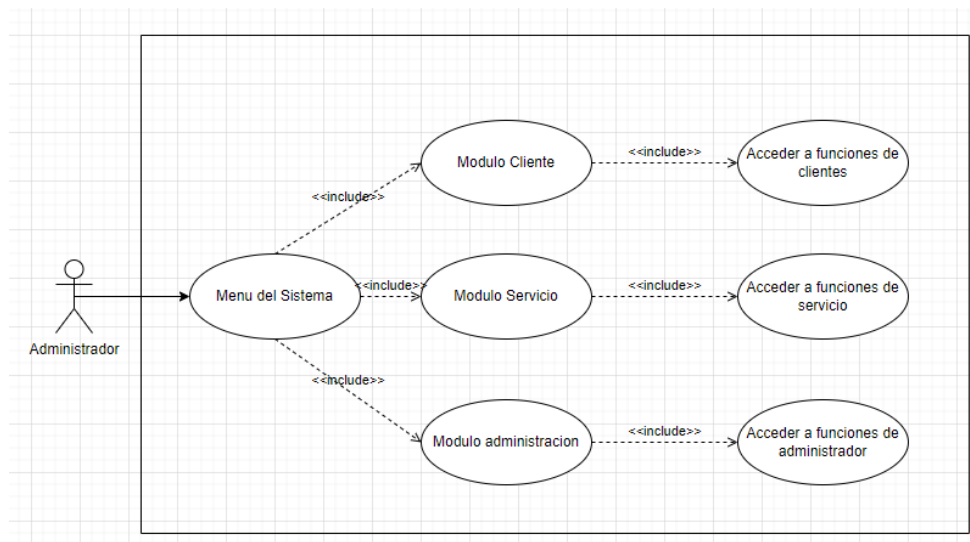 Modulo Cliente
<<include>>
Acceder a funciones de
clientes
<<include>>
Administrador
Menu del Sistema
<<include>>
Modulo Servicio
<<include>>
Acceder a funciones de
servicio
<<include>>
Modulo administracion
<<include>>
Acceder a funciones de
administrador